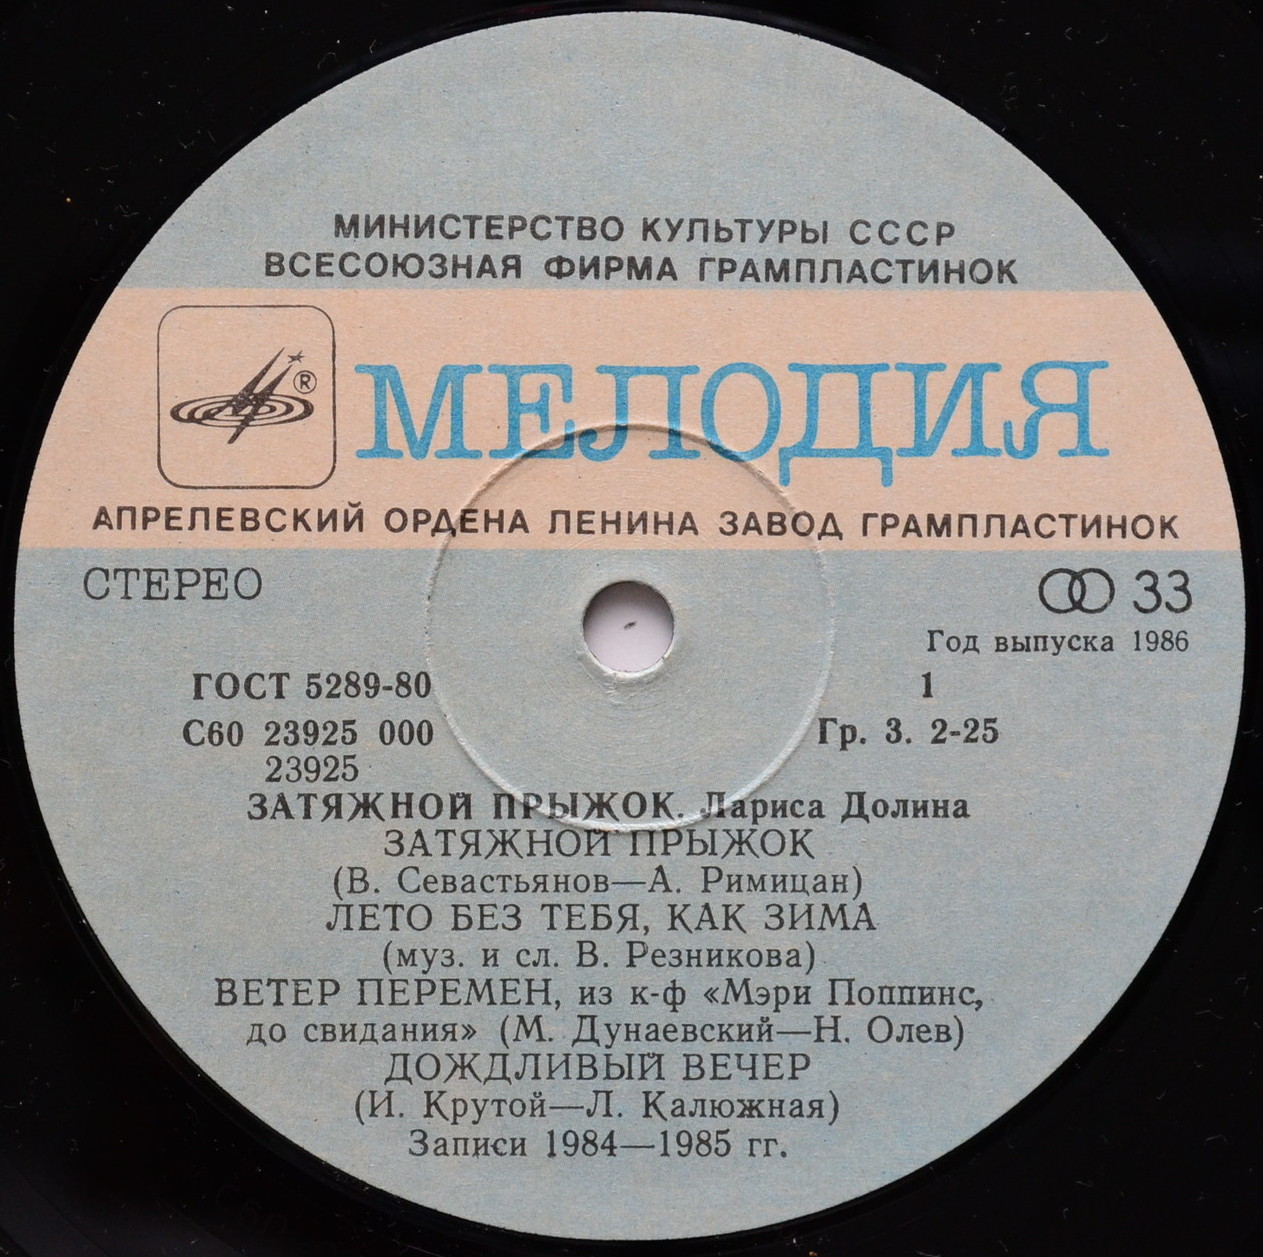 МИНИСТЕРСТВО КУЛЬТУРЫ СССР
ВСЕСОЮЗНАЯ ФИРМА ГРАМПЛАСТИНОК
®
МЕЛОДИЯ
АПРЕЛЕВСКИЙ ОРДЕНА ЛЕНИНА ЗАВОД ГРАМПЛАСТИНОК
СТЕРЕО 33
Год выпуска 1986
ГОСТ 5289-80 1
С60 23925 000 Гр. 3. 2-25
23925
ЗАТЯЖНОЙ ПРЫЖОК. Лариса Долина
ЗАТЯЖНОЙ ПРЫЖОК
(В. Севастьянов—А. Римицан)
ЛЕТО БЕЗ ТЕБЯ, КАК ЗИМА
(муз. и сл. В. Резникова)
ВЕТЕР ПЕРЕМЕН, из к-ф «Мэри Поппинс,
до свидания» (М. Дунаевский—Н. Олев)
ДОЖДЛИВЫЙ ВЕЧЕР
(И. Крутой—Л. Калюжная)
Записи 1984—1985 гг.